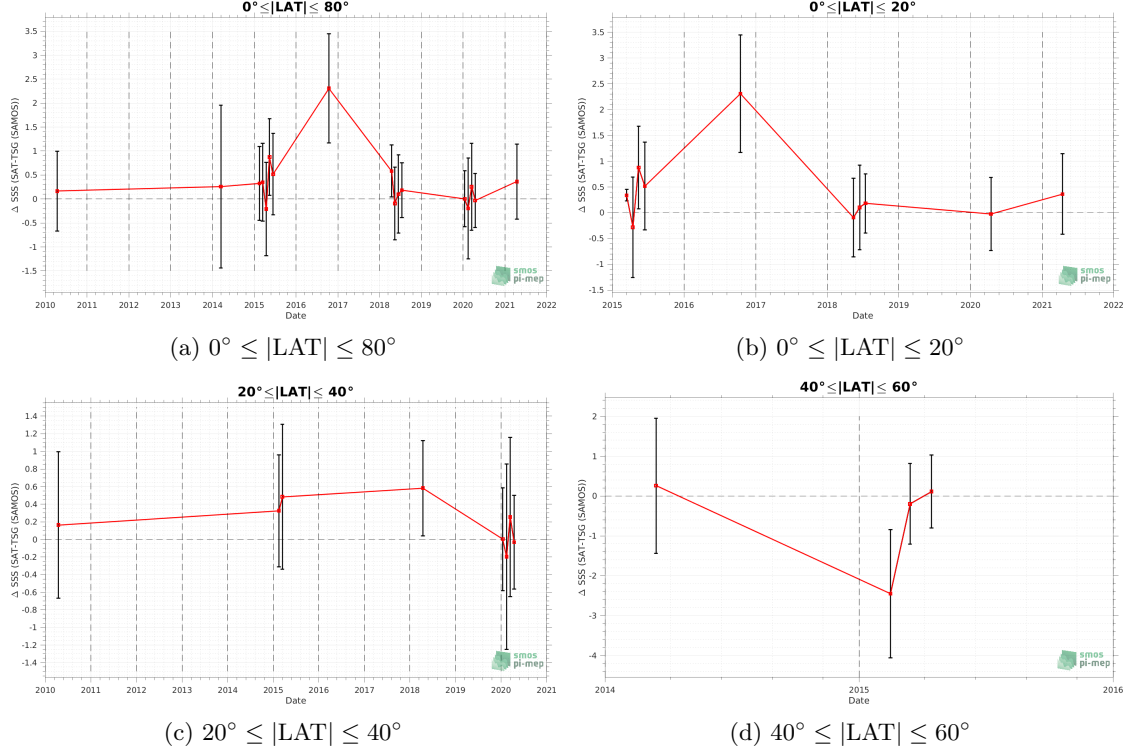 0°≤|LAT|≤ 80°
Δ SSS (SAT-TSG (SAMOS))
3.5
3
2.5
2
1.5
1
0.5
0
-0.5
-1
-1.5
2010 2011 2012 2013 2014 2015 2016 2017 2018 2019 2020 2021 2022
Date
smos
pi-mep
(a) 0° ≤ |LAT| ≤ 80°
0°≤|LAT|≤ 20°
Δ SSS (SAT-TSG (SAMOS))
3.5
3
2.5
2
1.5
1
0.5
0
-0.5
-1
-1.5
2015 2016 2017 2018 2019 2020 2021 2022
Date
smos
pi-mep
(b) 0° ≤ |LAT| ≤ 20°
20°≤|LAT|≤ 40°
Δ SSS (SAT-TSG (SAMOS))
1.4
1.2
1
0.8
0.6
0.4
0.2
0
-0.2
-0.4
-0.6
-0.8
-1
-1.2
-1.4
2010 2011 2012 2013 2014 2015 2016 2017 2018 2019 2020 2021
Date
smos
pi-mep
(c) 20° ≤ |LAT| ≤ 40°
40°≤|LAT|≤ 60°
Δ SSS (SAT-TSG (SAMOS))
2
1
0
-1
-2
-3
-4
2014 2015 2016
Date
smos
pi-mep
(d) 40° ≤ |LAT| ≤ 60°